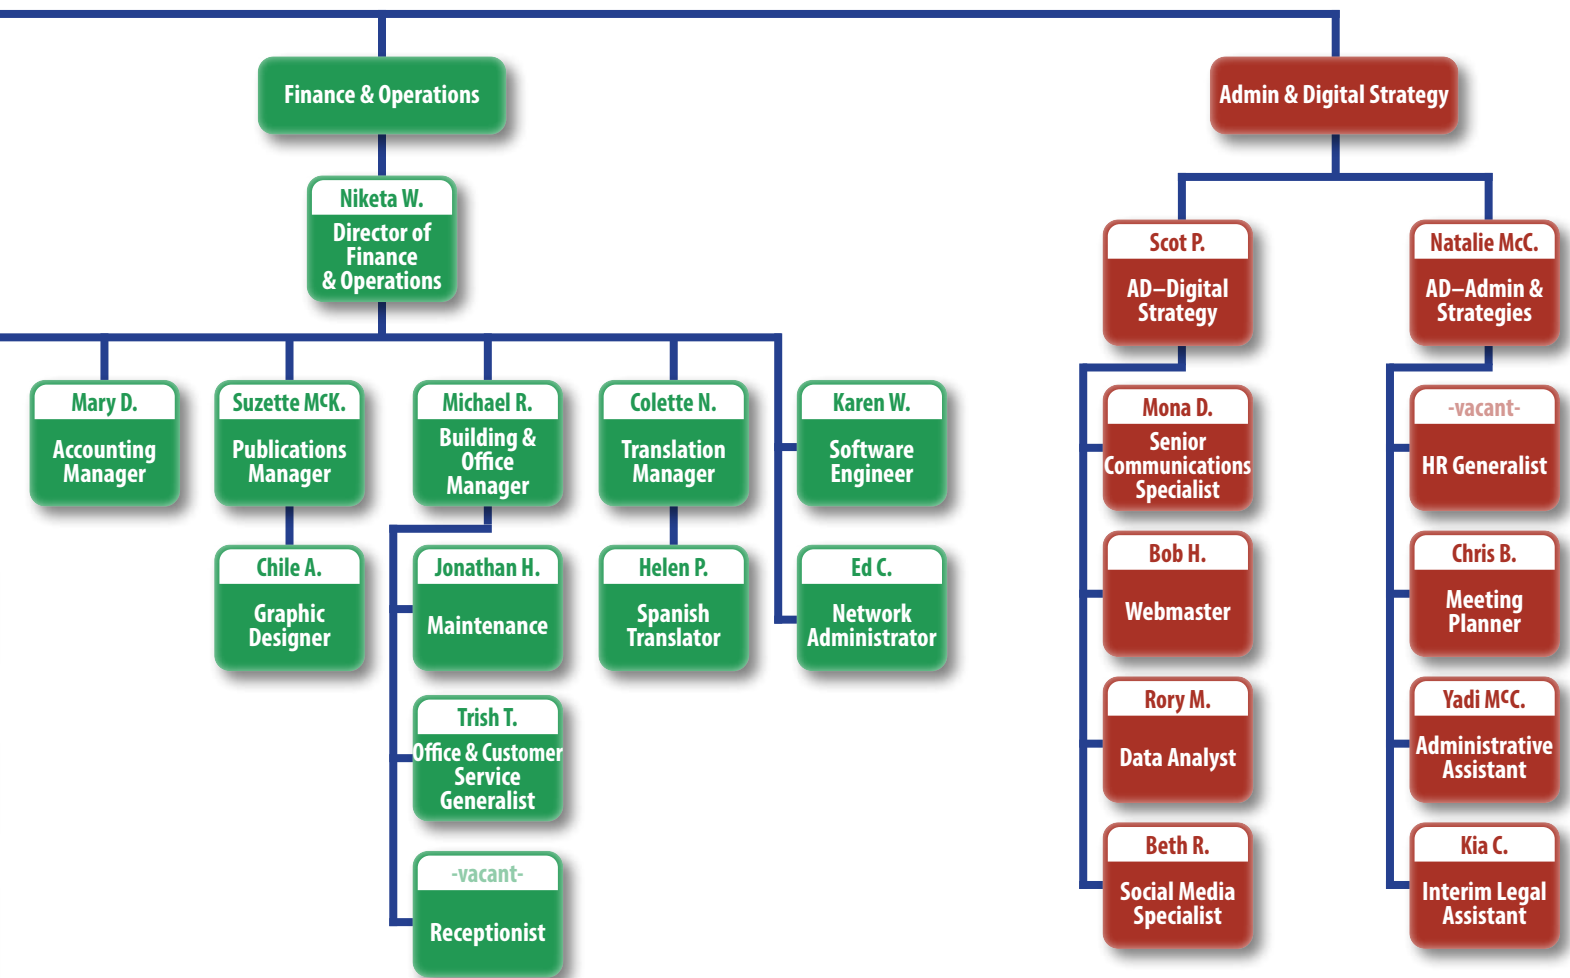 Finance & Operations
Admin & Digital Strategy
Niketa W.
Director of
Finance
& Operations
Scot P.
AD–Digital
Strategy
Natalie McC.
AD–Admin &
Strategies
Mary D.
Accounting
Manager
Suzette McK.
Publications
Manager
Michael R.
Building &
Office
Manager
Colette N.
Translation
Manager
Karen W.
Software
Engineer
Mona D.
Senior
Communications
Specialist
-vacant-
HR Generalist
Chile A.
Graphic
Designer
Jonathan H.
Maintenance
Helen P.
Spanish
Translator
Ed C.
Network
Administrator
Bob H.
Webmaster
Chris B.
Meeting
Planner
Trish T.
Office & Customer
Service
Generalist
Rory M.
Data Analyst
Yadi McC.
Administrative
Assistant
-vacant-
Receptionist
Beth R.
Social Media
Specialist
Kia C.
Interim Legal
Assistant